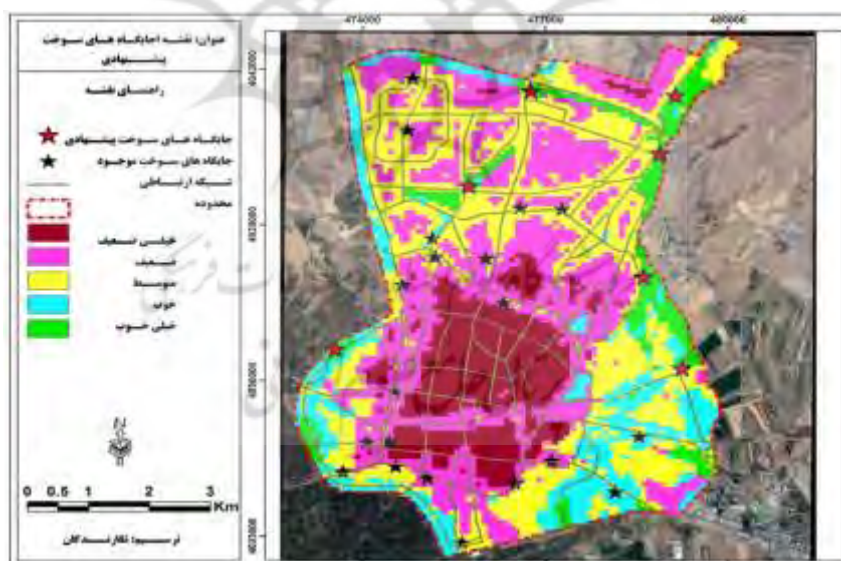 عنوان: نقشه جایگاه های سوخت
پیشنهادی
راهنمای نقشه
جایگاه های سوخت پیشنهادی
جایگاه های سوخت موجود
شبکه ارتباطی
محدوده
خیلی ضعیف
ضعیف
متوسط
خوب
خیلی خوب
N
0 0.5 1 2 3
Km
ترسیم: نگارندگان
474000 477000 480000
4042000
4039000
4036000
4033000